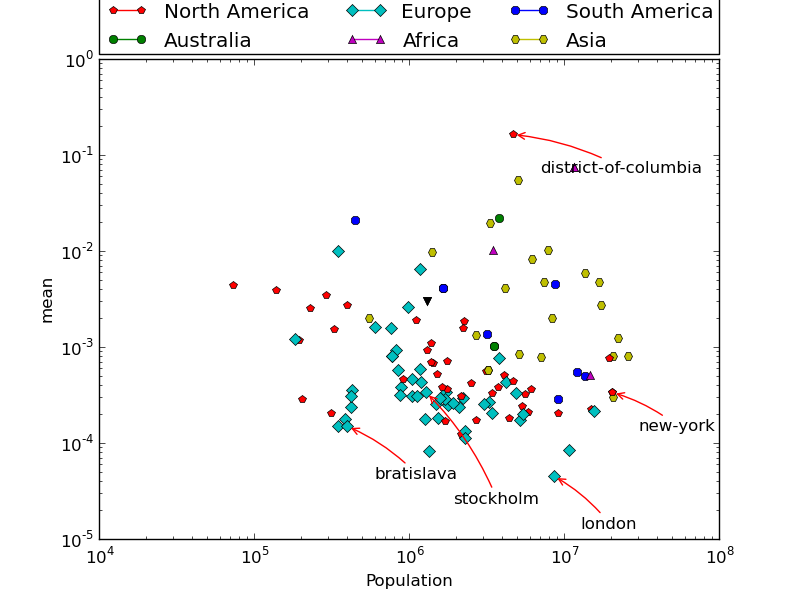 North America Europe South America
Australia Africa Asia
10^0
10^-1
district-of-columbia
10^-2
mean
10^-3
new-york
10^-4
bratislava
stockholm
london
10^-5
10^4 10^5 10^6 10^7 10^8
Population